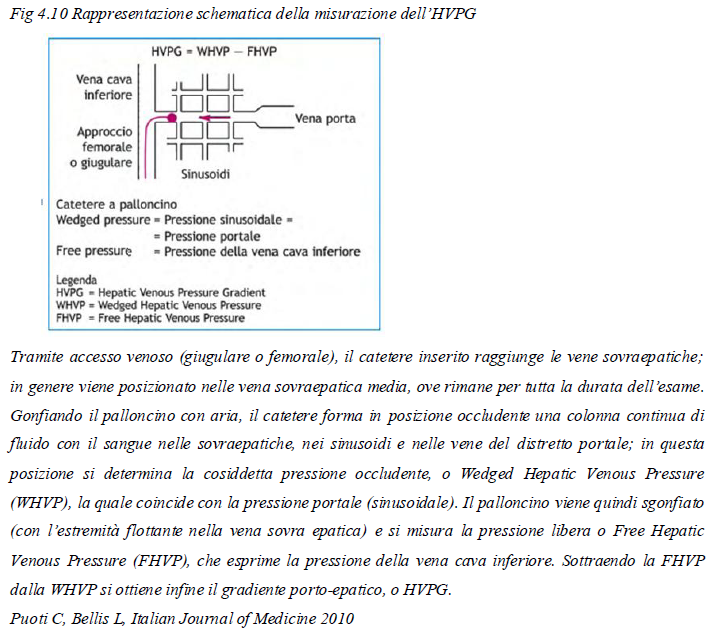 Fig 4.10 Rappresentazione schematica della misurazione dell’HVPG
HVPG = WHVP – FHVP
Vena cava
inferiore
Approccio
femorale
o giugulare
Vena porta
Sinusoidi
Catetere a palloncino
Wedged pressure = Pressione sinusoidale =
= Pressione portale
Free pressure = Pressione della vena cava inferiore
Legenda
HVPG = Hepatic Venous Pressure Gradient
WHVP = Wedged Hepatic Venous Pressure
FHVP = Free Hepatic Venous Pressure
Tramite accesso venoso (giugulare o femorale), il catetere inserito raggiunge le vene sovraepatiche;
in genere viene posizionato nelle vena sovraepatica media, ove rimane per tutta la durata dell’esame.
Gonfiando il palloncino con aria, il catetere forma in posizione occludente una colonna continua di
fluido con il sangue nelle sovraepatiche, nei sinusoidi e nelle vene del distretto portale; in questa
posizione si determina la cosiddetta pressione occludente, o Wedged Hepatic Venous Pressure
(WHVP), la quale coincide con la pressione portale (sinusoidale). Il palloncino viene quindi sgonfiato
(con l’estremità flottante nella vena sovra epatica) e si misura la pressione libera o Free Hepatic
Venous Pressure (FHVP), che esprime la pressione della vena cava inferiore. Sottraendo la FHVP
dalla WHVP si ottiene infine il gradiente porto-epatico, o HVPG.
Puoti C, Bellis L, Italian Journal of Medicine 2010